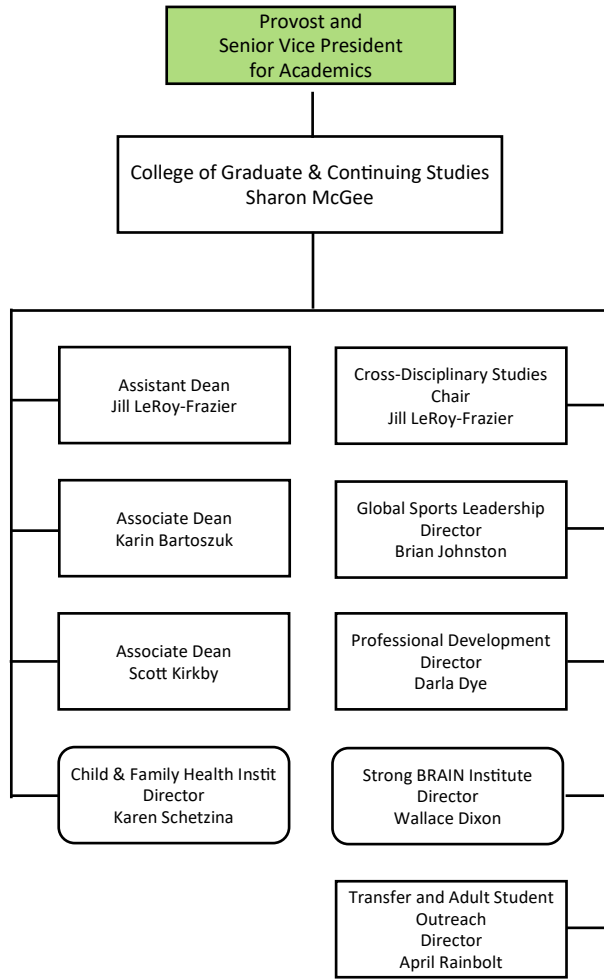 Provost and
Senior Vice President
for Academics
College of Graduate & Continuing Studies
Sharon McGee
Assistant Dean
Jill LeRoy-Frazier
Cross-Disciplinary Studies
Chair
Jill LeRoy-Frazier
Associate Dean
Karin Bartoszuk
Global Sports Leadership
Director
Brian Johnston
Associate Dean
Scott Kirkby
Professional Development
Director
Darla Dye
Child & Family Health Instit
Director
Karen Schetzina
Strong BRAIN Institute
Director
Wallace Dixon
Transfer and Adult Student
Outreach
Director
April Rainbolt